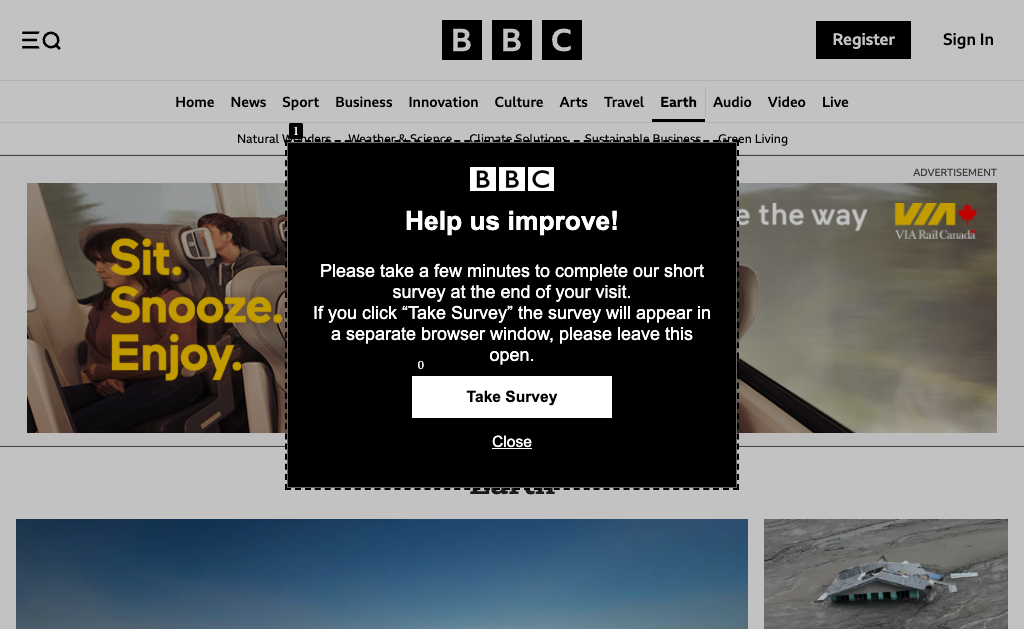 BBC
Register
Sign In
Home News Sport Business Innovation Culture Arts Travel Earth Audio Video Live
Natural Wonders Weather & Science Climate Solutions Sustainable Business Green Living
1
ADVERTISEMENT
BBC
Help us improve!
Please take a few minutes to complete our short
survey at the end of your visit.
If you click “Take Survey” the survey will appear in
a separate browser window, please leave this
open.
0
Take Survey
Close
Sit.
Snooze.
Enjoy.
the way
VIA
VIA Rail Canada
Earth